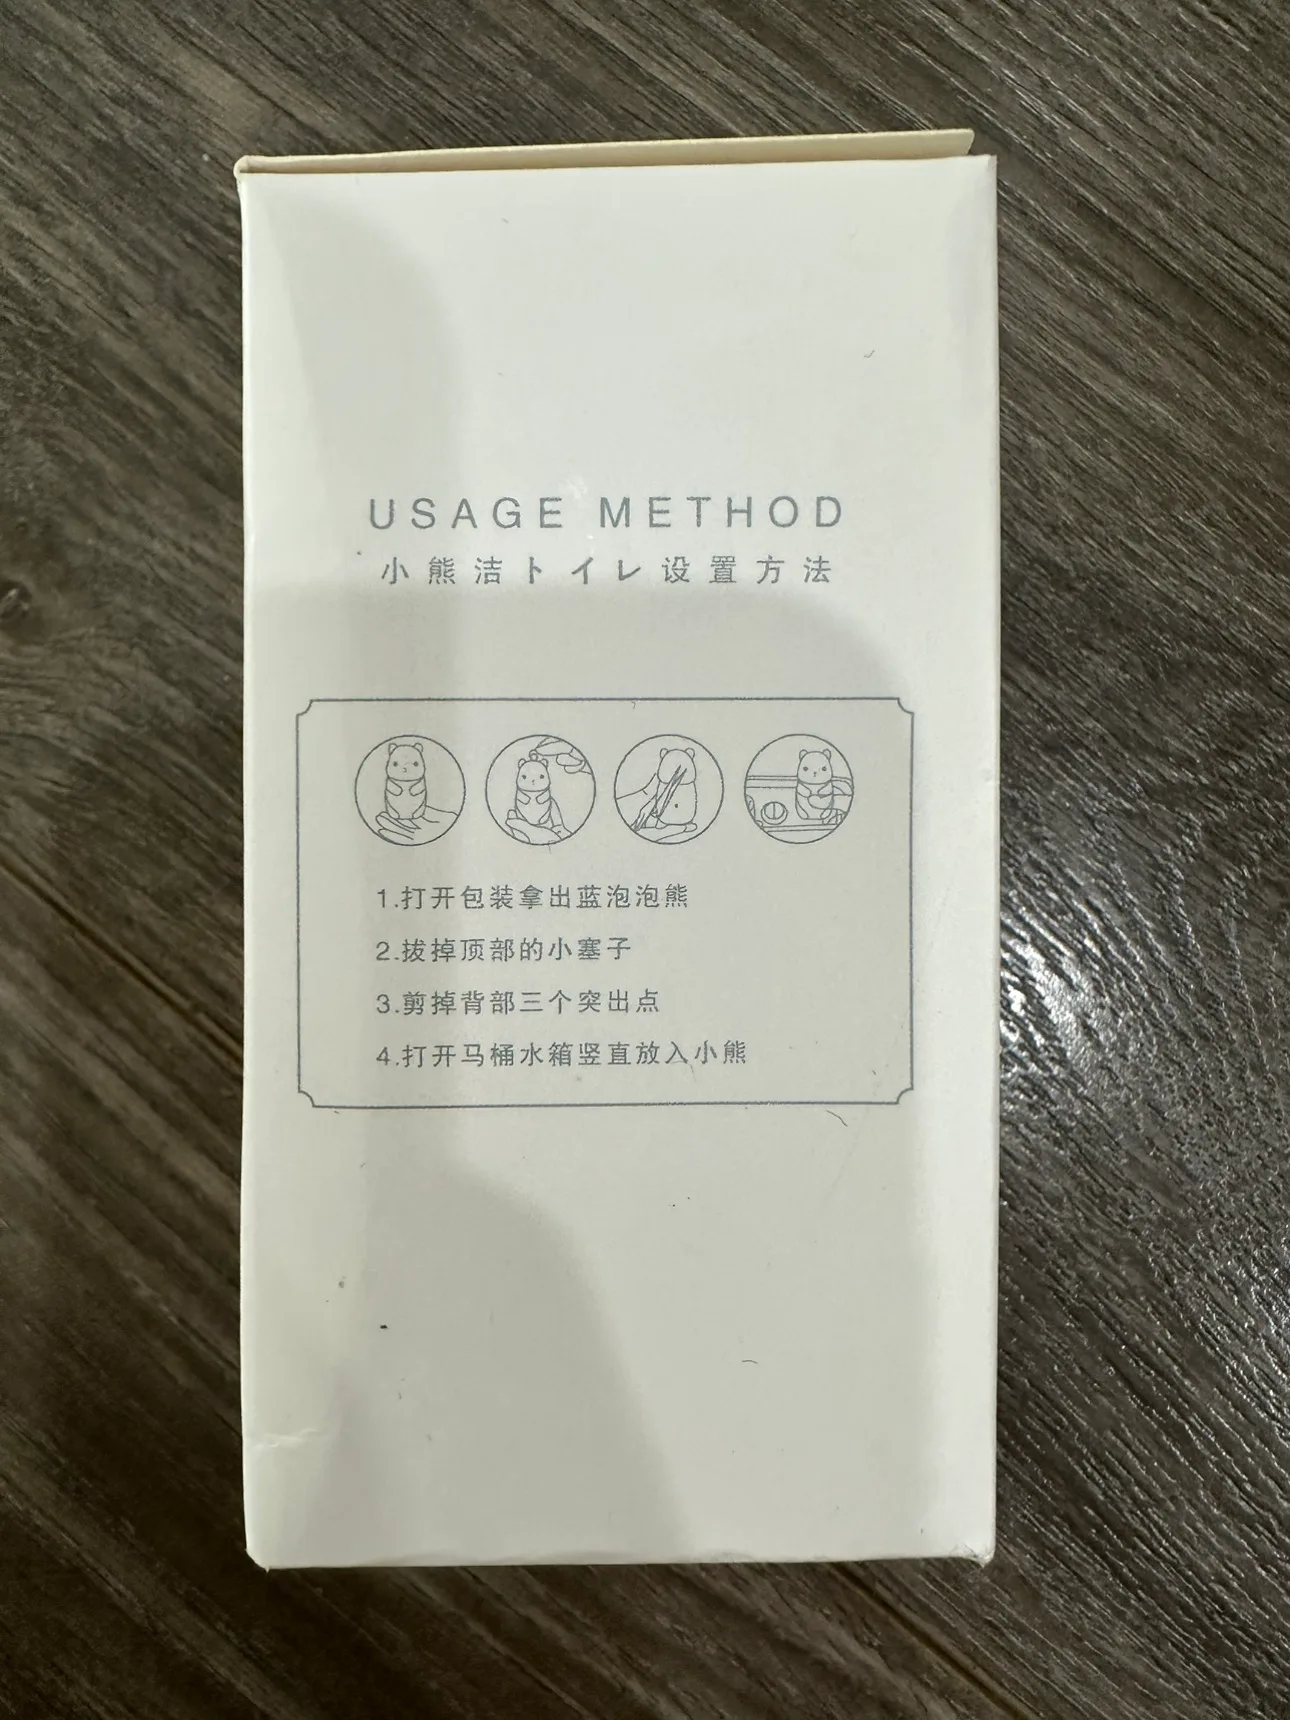 USAGE METHOD
小熊洁トイレ设置方法
1.打开包装拿出蓝泡泡熊
2.拔掉顶部的小塞子
3.剪掉背部三个突出点
4.打开马桶水箱竖直放入小熊